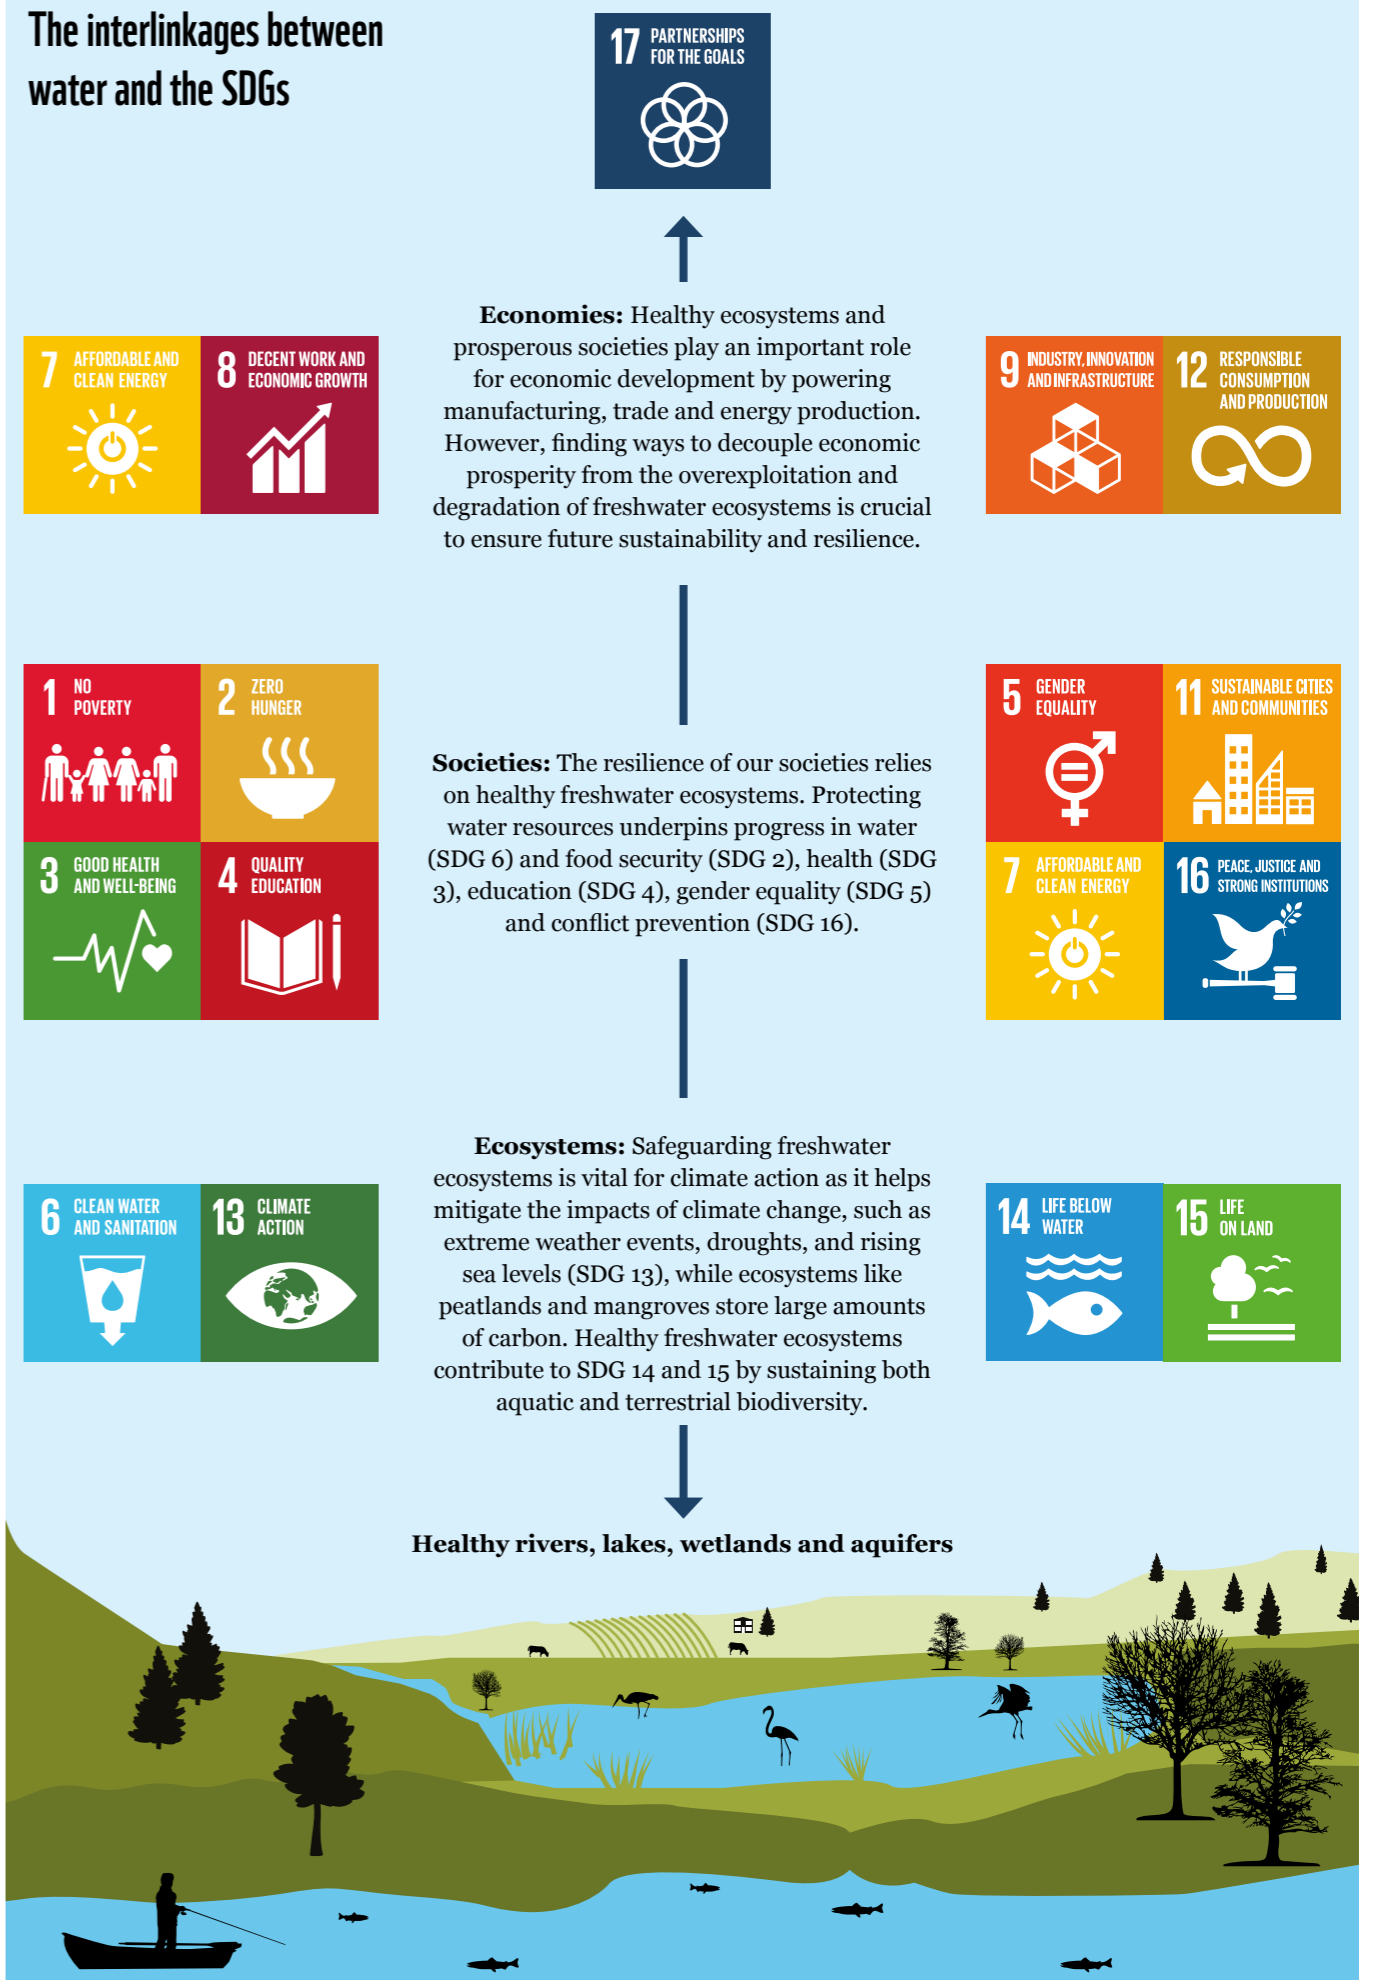 The interlinkages between
water and the SDGs
17 PARTNERSHIPS
FOR THE GOALS
Economies: Healthy ecosystems and
prosperous societies play an important role
for economic development by powering
manufacturing, trade and energy production.
However, finding ways to decouple economic
prosperity from the overexploitation and
degradation of freshwater ecosystems is crucial
to ensure future sustainability and resilience.
7 AFFORDABLE AND
CLEAN ENERGY
8 DECENT WORK AND
ECONOMIC GROWTH
9 INDUSTRY, INNOVATION
AND INFRASTRUCTURE
12 RESPONSIBLE
CONSUMPTION
AND PRODUCTION
1 NO
POVERTY
2 ZERO
HUNGER
3 GOOD HEALTH
AND WELL-BEING
4 QUALITY
EDUCATION
Societies: The resilience of our societies relies
on healthy freshwater ecosystems. Protecting
water resources underpins progress in water
(SDG 6) and food security (SDG 2), health (SDG
3), education (SDG 4), gender equality (SDG 5)
and conflict prevention (SDG 16).
5 GENDER
EQUALITY
11 SUSTAINABLE CITIES
AND COMMUNITIES
7 AFFORDABLE AND
CLEAN ENERGY
16 PEACE, JUSTICE AND
STRONG INSTITUTIONS
6 CLEAN WATER
AND SANITATION
13 CLIMATE
ACTION
Ecosystems: Safeguarding freshwater
ecosystems is vital for climate action as it helps
mitigate the impacts of climate change, such as
extreme weather events, droughts, and rising
sea levels (SDG 13), while ecosystems like
peatlands and mangroves store large amounts
of carbon. Healthy freshwater ecosystems
contribute to SDG 14 and 15 by sustaining both
aquatic and terrestrial biodiversity.
14 LIFE BELOW
WATER
15 LIFE
ON LAND
Healthy rivers, lakes, wetlands and aquifers